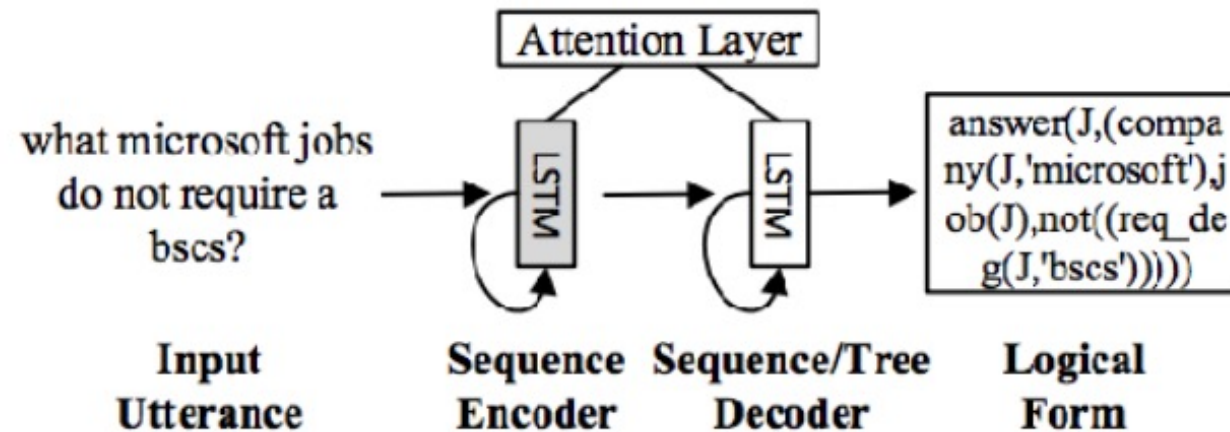 Attention Layer
what microsoft jobs
do not require a
bscs?
LSTM
LSTM
answer(J,(compa
ny(J,'microsoft'),j
ob(J),not((req_de
g(J,'bscs')))))
Input
Utterance
Sequence
Encoder
Sequence/Tree
Decoder
Logical
Form